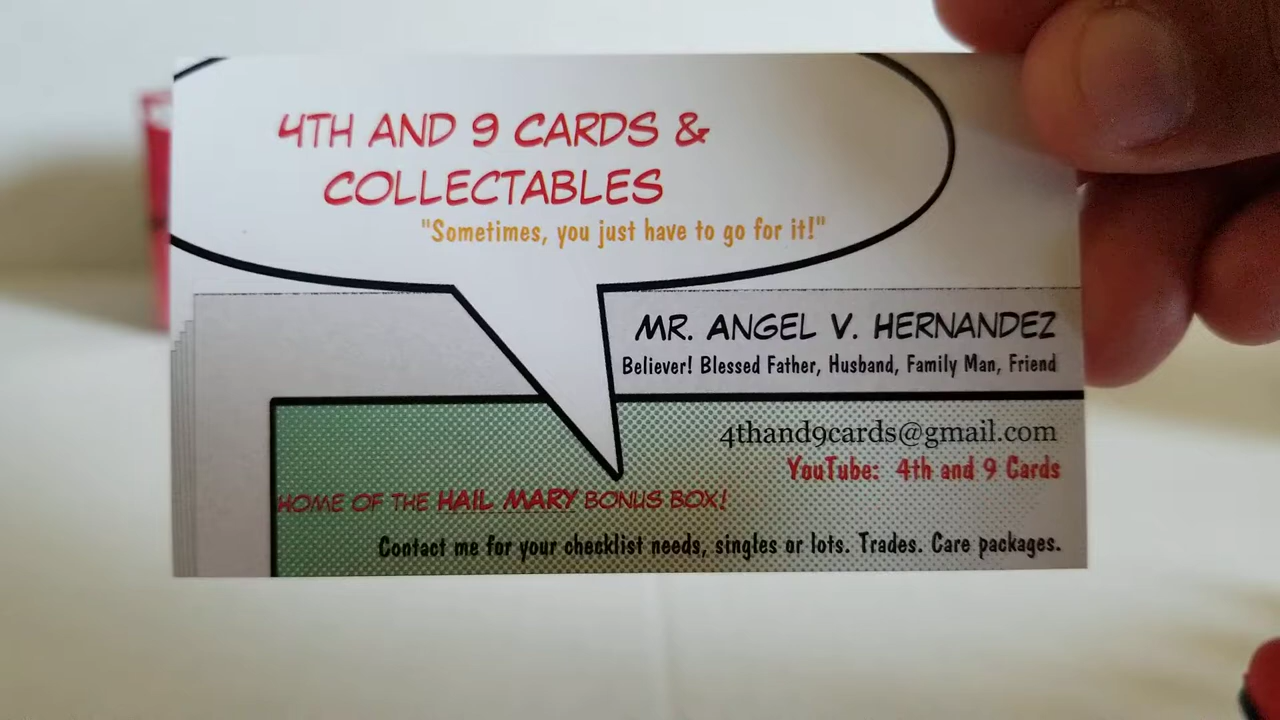 4TH AND 9 CARDS &
COLLECTABLES
"Sometimes, you just have to go for it!"
MR. ANGEL V. HERNANDEZ
Believer! Blessed Father, Husband, Family Man, Friend
4thand9cards@gmail.com
YouTube: 4th and 9 Cards
HOME OF THE HAIL MARY BONUS BOX!
Contact me for your checklist needs, singles or lots. Trades. Care packages.